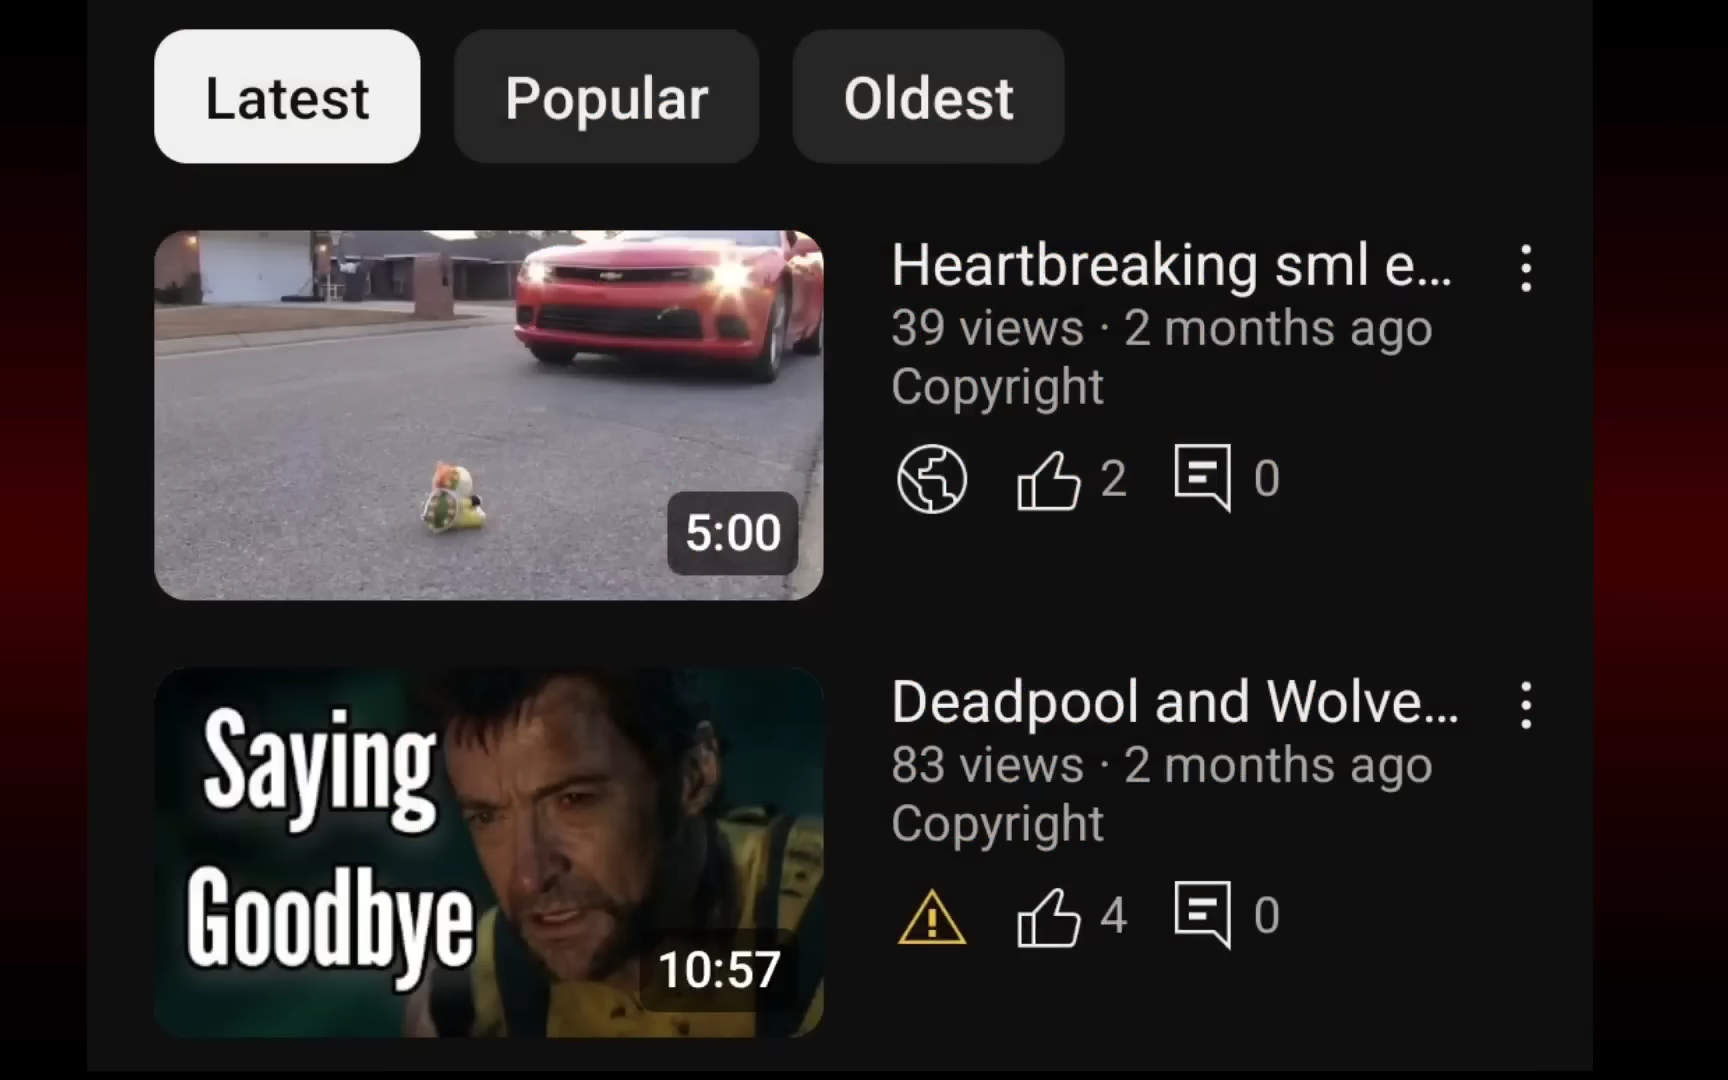 Latest
Popular
Oldest
Heartbreaking sml e...
39 views · 2 months ago
Copyright
2
0
5:00
Deadpool and Wolve...
83 views · 2 months ago
Copyright
4
0
Saying
Goodbye
10:57